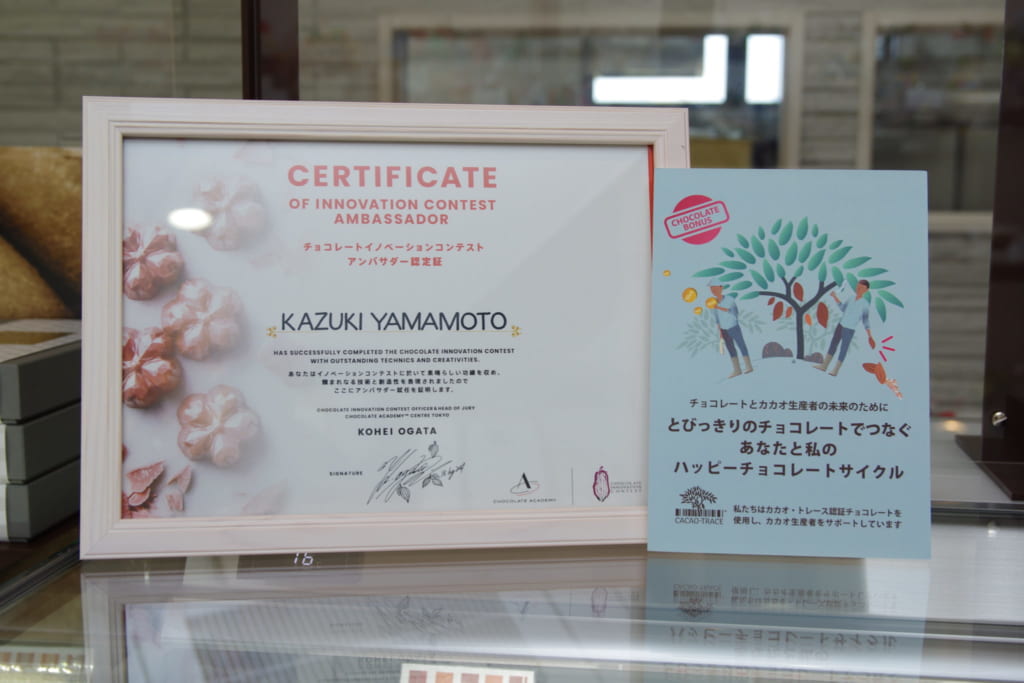 CERTIFICATE
OF INNOVATION CONTEST
AMBASSADOR
チョコレートイノベーションコンテスト
アンバサダー認定証
KAZUKI YAMAMOTO
HAS SUCCESSFULLY COMPLETED THE CHOCOLATE INNOVATION CONTEST
WITH OUTSTANDING TECHNICS AND CREATIVITIES.
あなたはイノベーションコンテストに於いて素晴らしい功績を収め、
類まれなる技術と創造性を表現されましたので
ここにアンバサダー就任を証明します。
CHOCOLATE INNOVATION CONTEST OFFICER & HEAD OF JURY
CHOCOLATE ACADEMY™ CENTRE TOKYO
KOHEI OGATA
SIGNATURE
CHOCOLATE ACADEMY
CHOCOLATE
INNOVATION
CONTEST
16
CHOCOLATE
BONUS
チョコレートとカカオ生産者の未来のために
とびっきりのチョコレートでつなぐ
あなたと私の
ハッピーチョコレートサイクル
CACAO-TRACE
私たちはカカオ・トレース認証チョコレートを
使用し、カカオ生産者をサポートしています